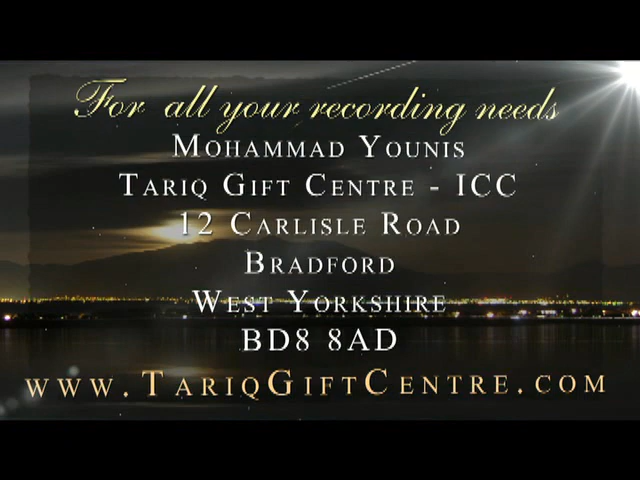 For all your recording needs
Mohammad Younis
Tariq Gift Centre - ICC
12 Carlisle Road
Bradford
West Yorkshire
BD8 8AD
www.TariqGiftCentre.com